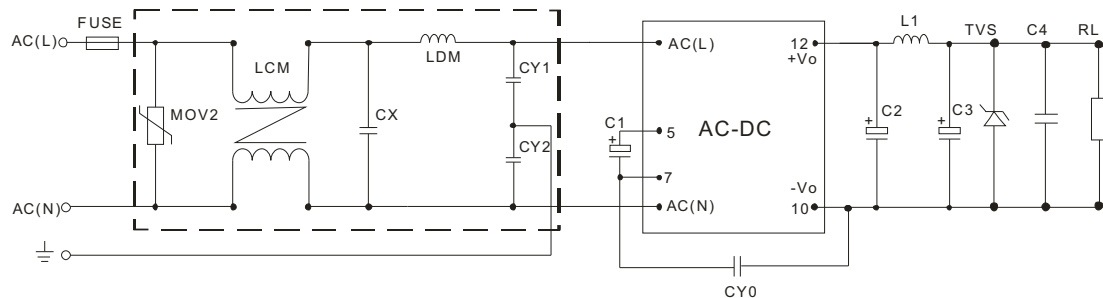 FUSE
AC(L)
LCM
LDM
MOV2
CX
CY1
CY2
AC(N)
AC(L)
12
+Vo
C1
5
AC-DC
7
AC(N)
-Vo
10
L1
TVS
C4
RL
C2
C3
CY0